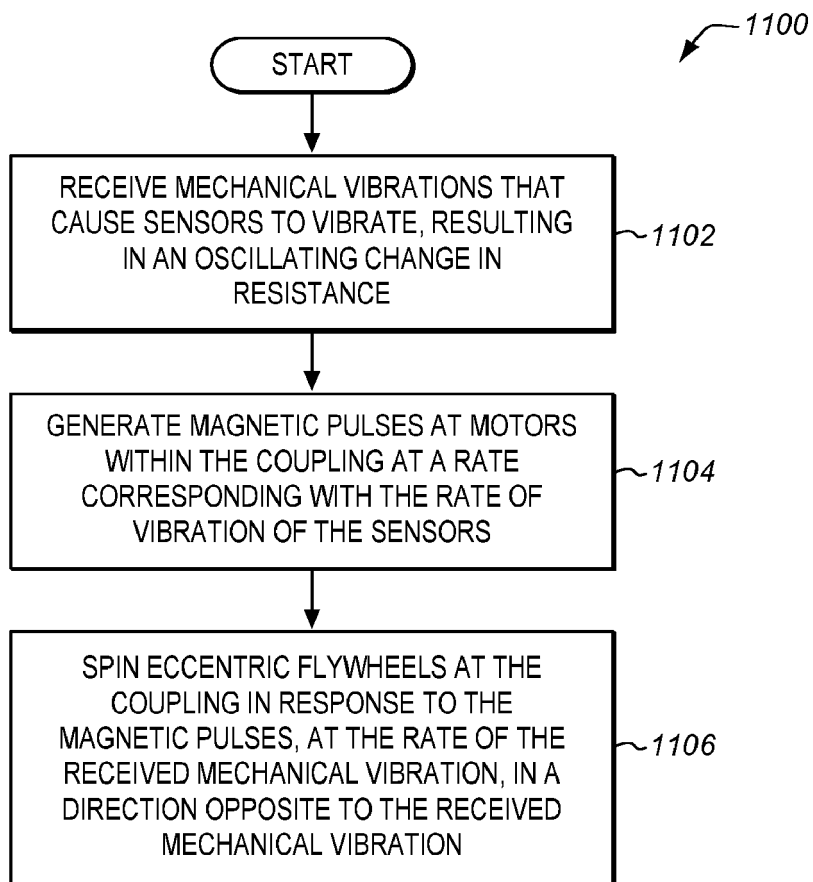 1100
START
RECEIVE MECHANICAL VIBRATIONS THAT
CAUSE SENSORS TO VIBRATE, RESULTING
IN AN OSCILLATING CHANGE IN
RESISTANCE
1102
GENERATE MAGNETIC PULSES AT MOTORS
WITHIN THE COUPLING AT A RATE
CORRESPONDING WITH THE RATE OF
VIBRATION OF THE SENSORS
1104
SPIN ECCENTRIC FLYWHEELS AT THE
COUPLING IN RESPONSE TO THE
MAGNETIC PULSES, AT THE RATE OF THE
RECEIVED MECHANICAL VIBRATION, IN A
DIRECTION OPPOSITE TO THE RECEIVED
MECHANICAL VIBRATION
1106